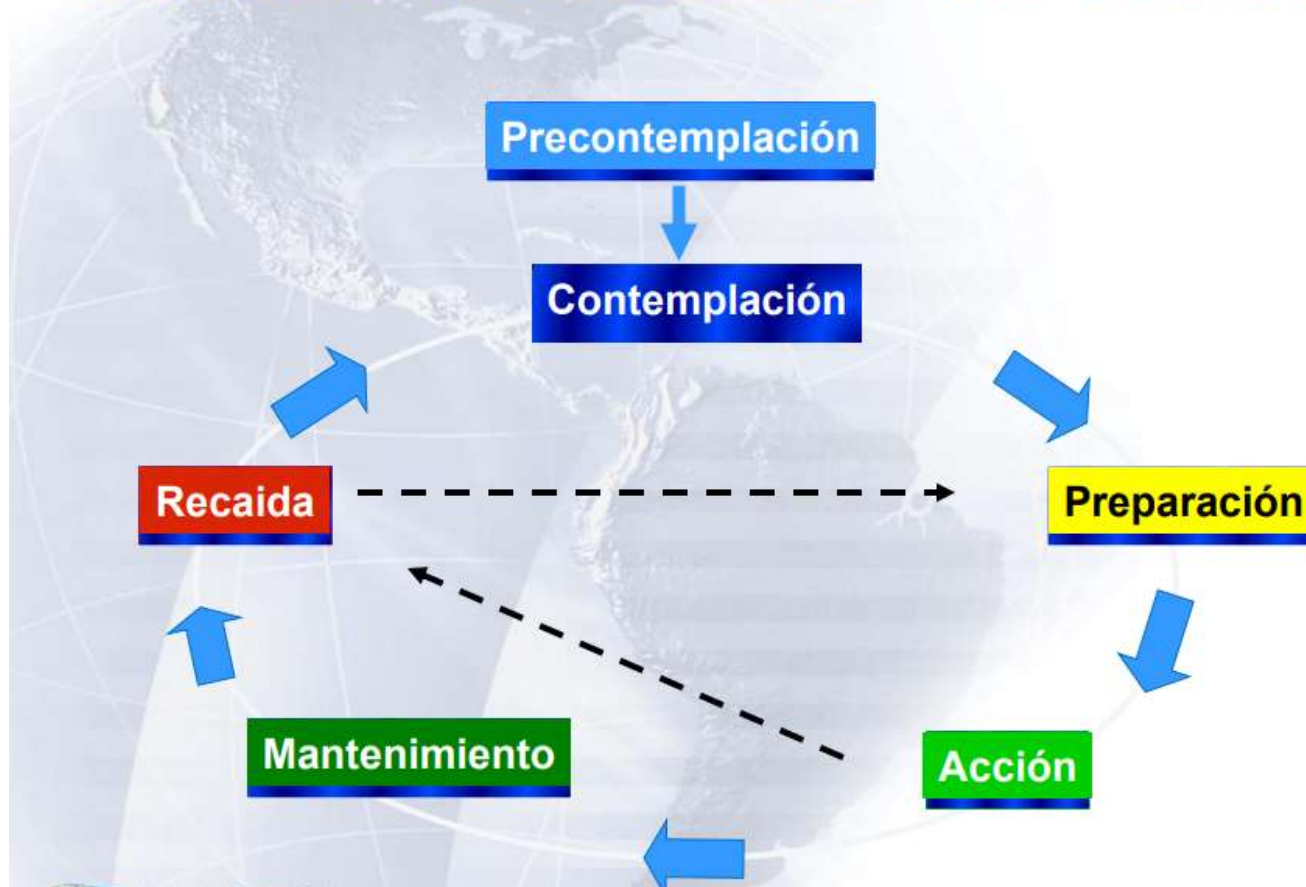 Precontemplación
Contemplación
Recaida
Preparación
Mantenimiento
Acción